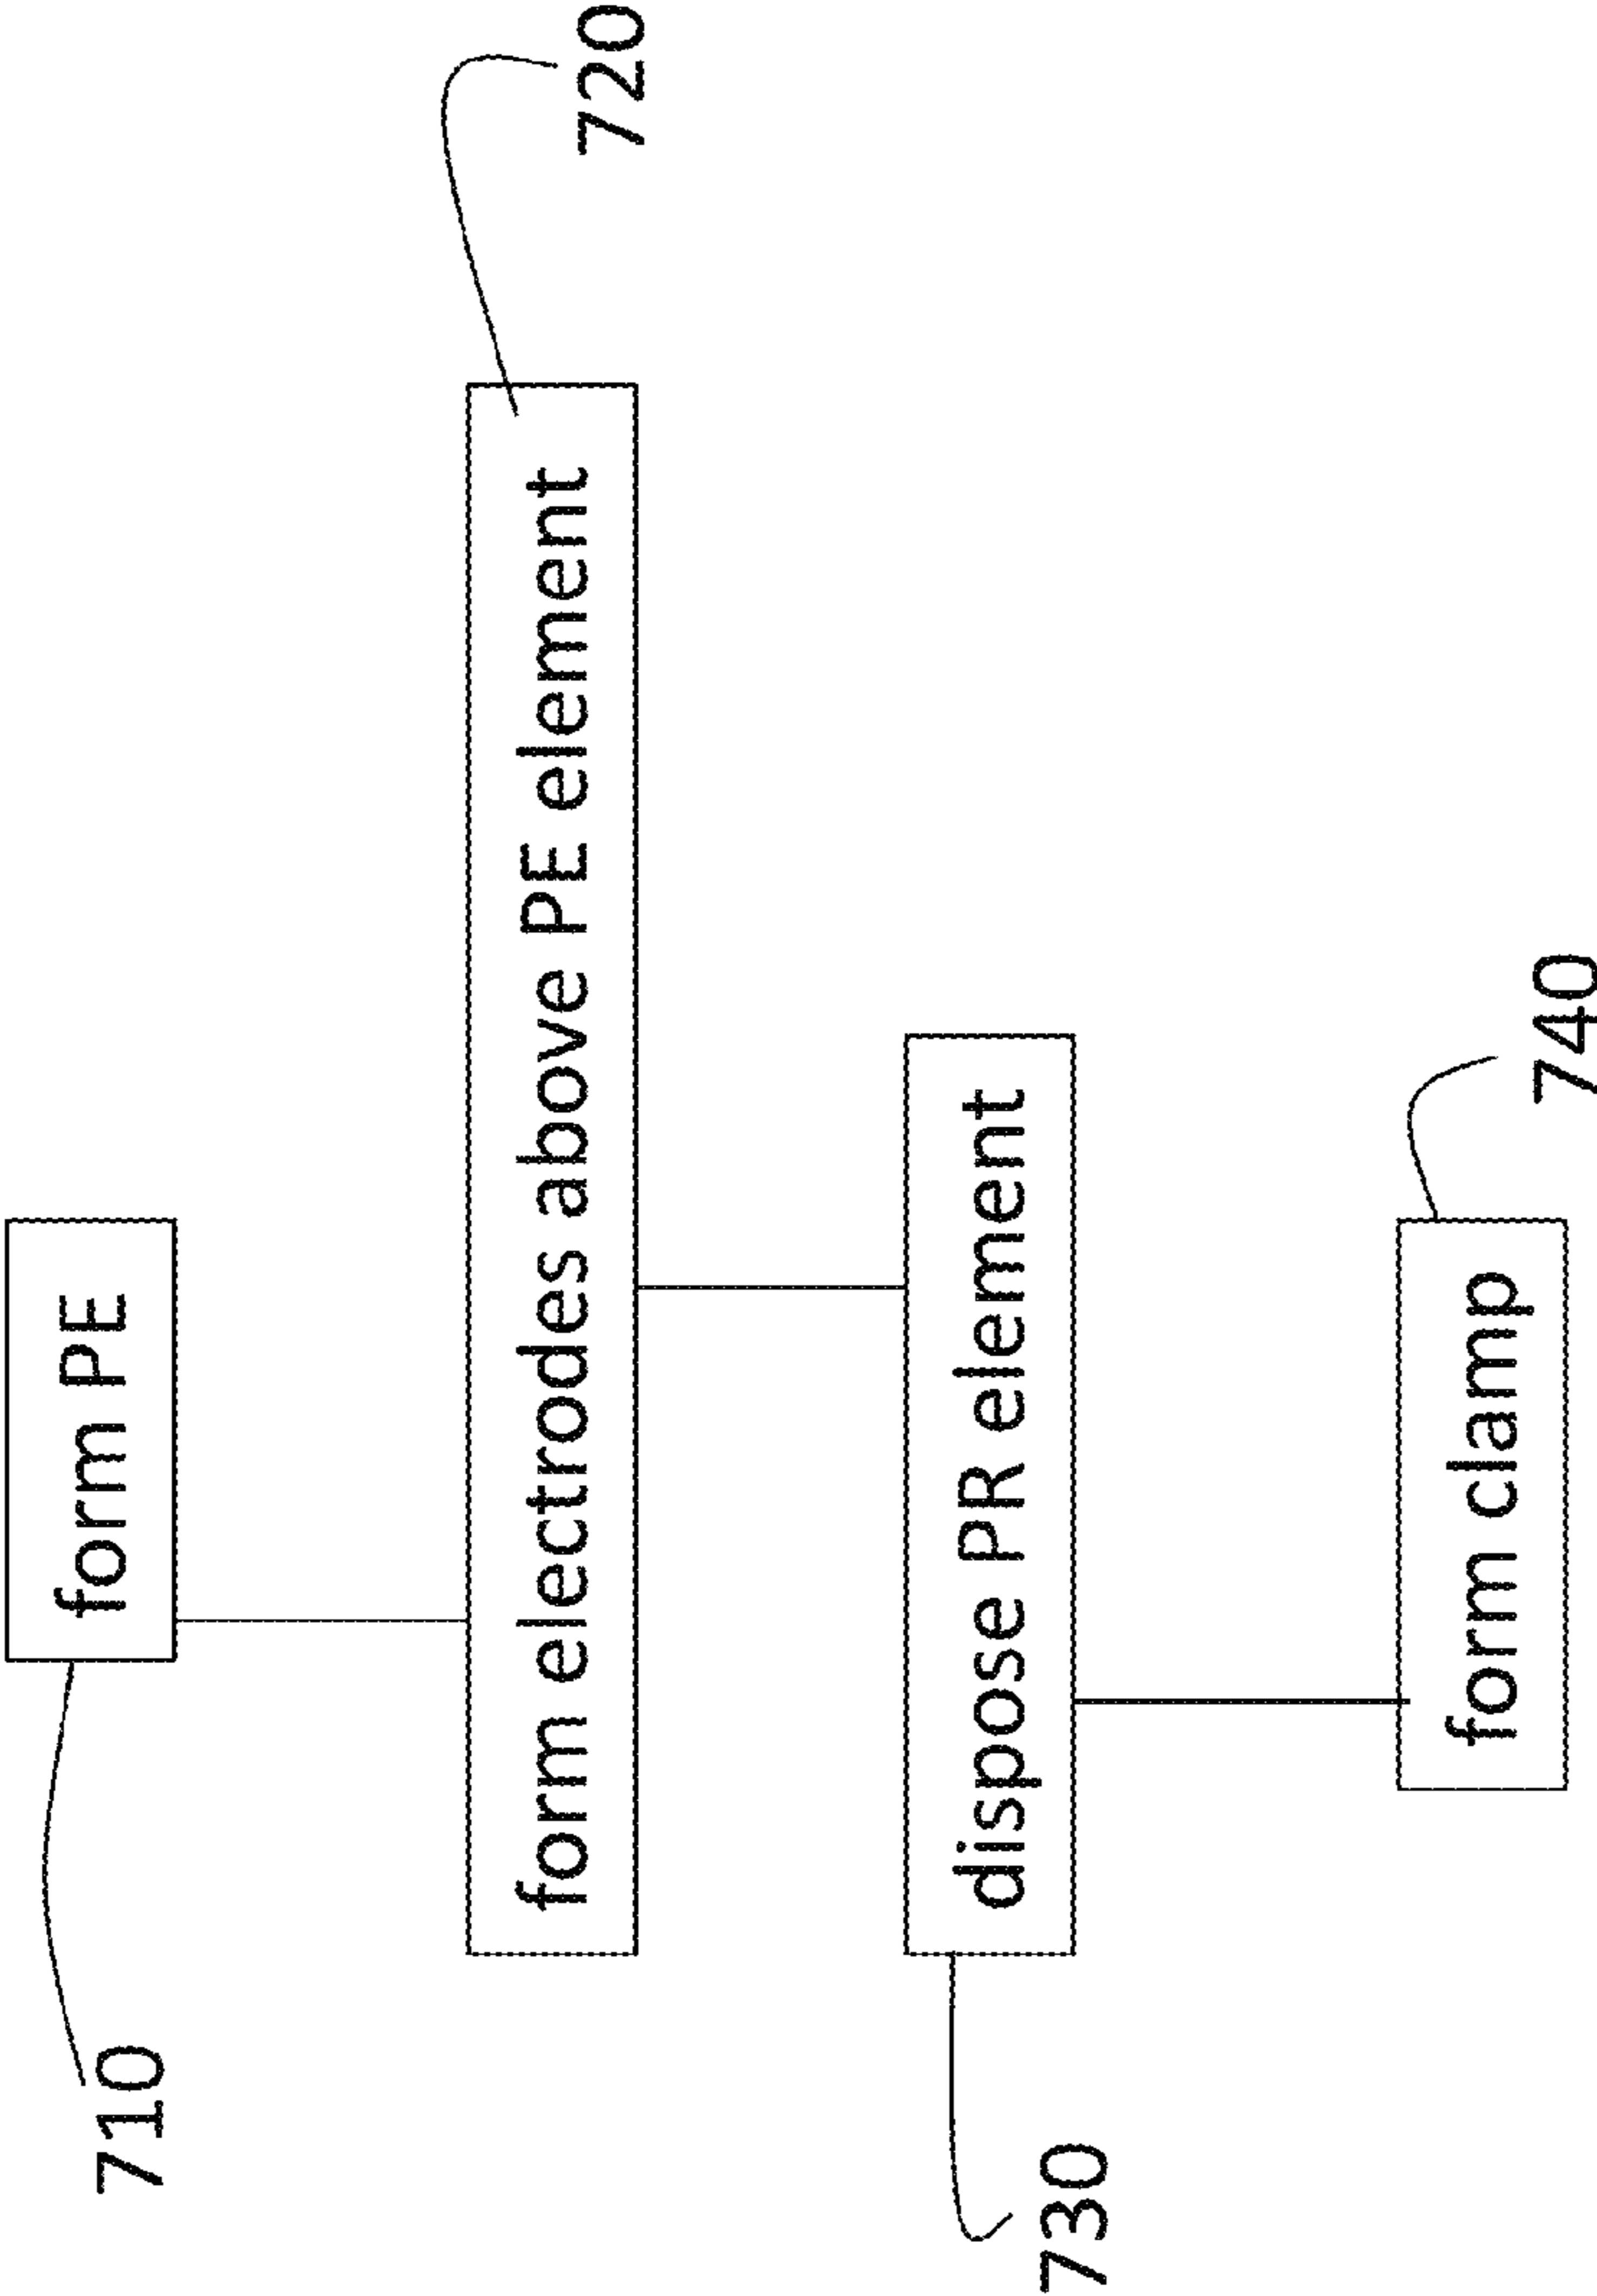 710
form PE
form electrodes above PE element
720
730
dispose PR element
form clamp
740